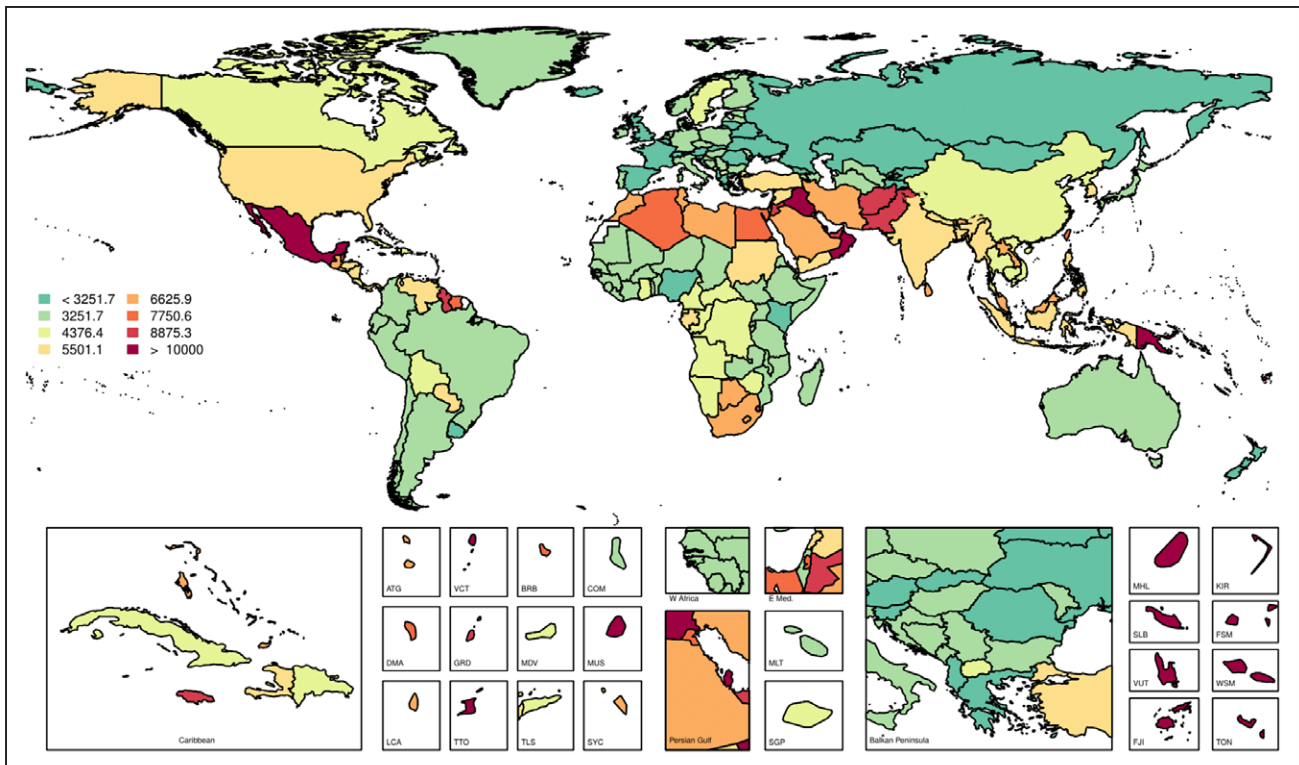 < 3251.7
6625.9
3251.7
7750.6
4376.4
8875.3
5501.1
> 10000
Caribbean
ATG
VCT
BRB
COM
DMA
GRD
MDV
MUS
LCA
TTO
TLS
SYC
W Africa
E Med.
Persian Gulf
MLT
SGP
Balkan Peninsula
MHL
KIR
SLB
FSM
VUT
WSM
FJI
TON